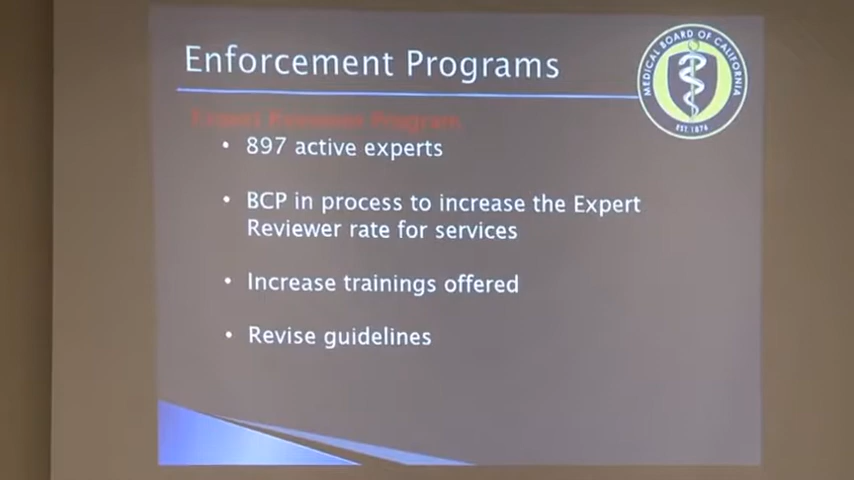 Enforcement Programs
MEDICAL BOARD OF CALIFORNIA
EST. 1876
Expert Reviewer Program
• 897 active experts
• BCP in process to increase the Expert
Reviewer rate for services
• Increase trainings offered
• Revise guidelines